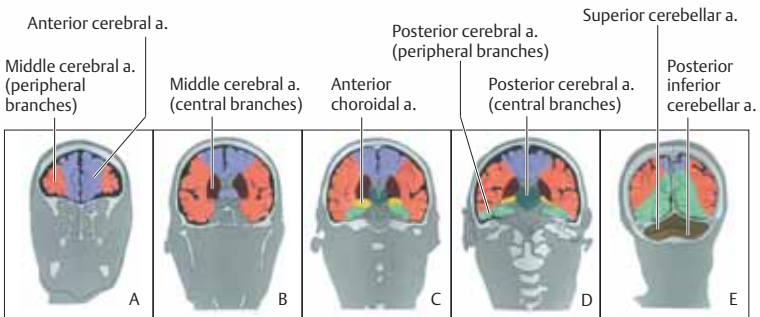 Anterior cerebral a.
Middle cerebral a.
(peripheral
branches)
Middle cerebral a.
(central branches)
Anterior
choroidal a.
Posterior cerebral a.
(peripheral branches)
Posterior cerebral a.
(central branches)
Superior cerebellar a.
Posterior
inferior
cerebellar a.
A
B
C
D
E